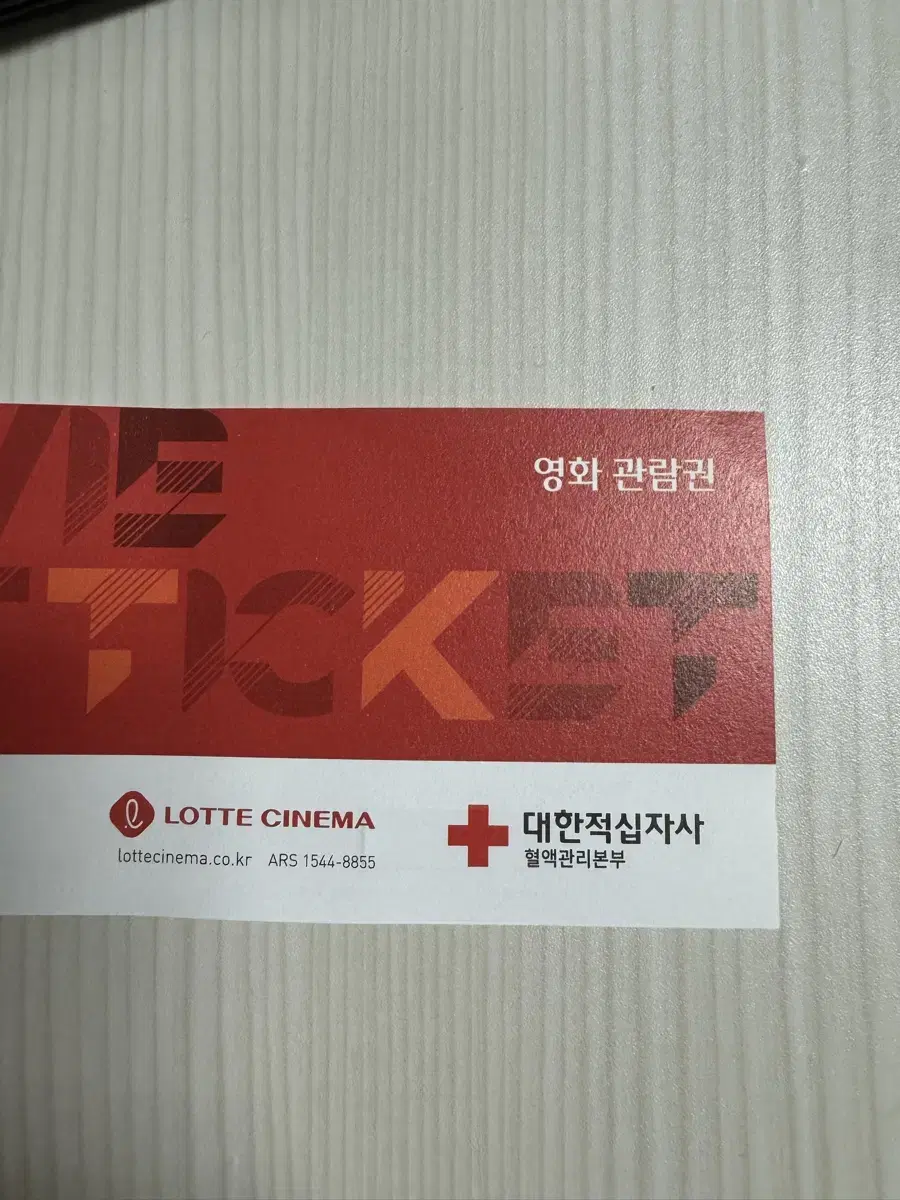 영화 관람권
IE
TICKET
LOTTE CINEMA
lottecinema.co.kr ARS 1544-8855
대한적십자사
혈액관리본부